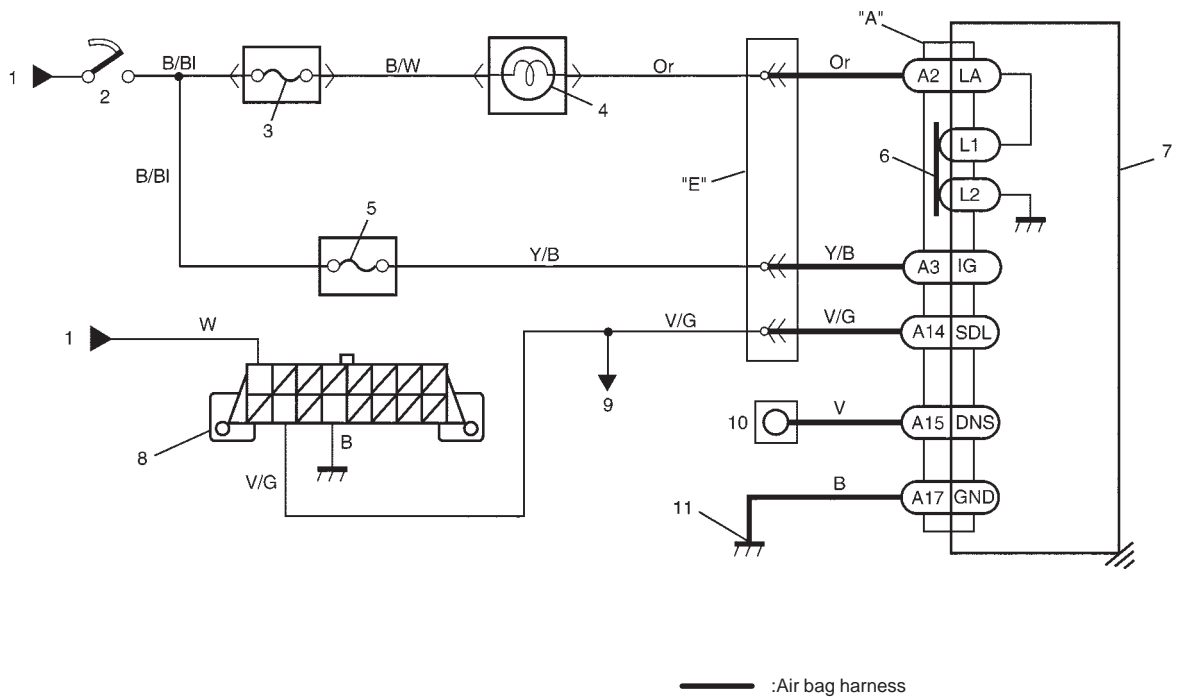 "A"
1
2
B/Bl
3
B/W
4
Or
Or
A2 LA
L1
6
7
L2
B/Bl
"E"
5
Y/B
Y/B
A3 IG
1
W
V/G
V/G
A14 SDL
9
10
V
A15 DNS
8
B
V/G
B
A17 GND
11
:Air bag harness